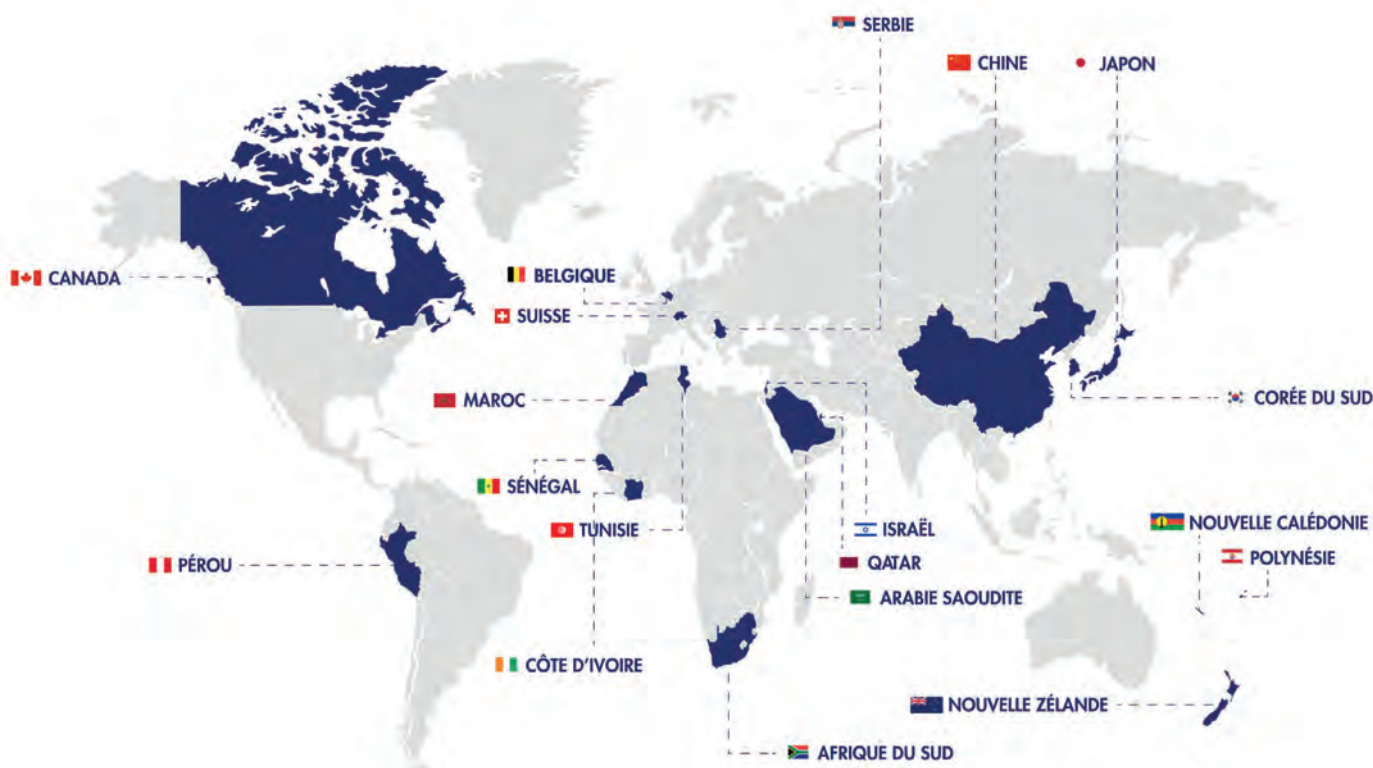 SERBIE
CHINE
JAPON
CANADA
BELGIQUE
SUISSE
MAROC
CORÉE DU SUD
SÉNÉGAL
TUNISIE
ISRAËL
NOUVELLE CALÉDONIE
PÉROU
QATAR
POLYNÉSIE
ARABIE SAOUDITE
CÔTE D'IVOIRE
NOUVELLE ZÉLANDE
AFRIQUE DU SUD